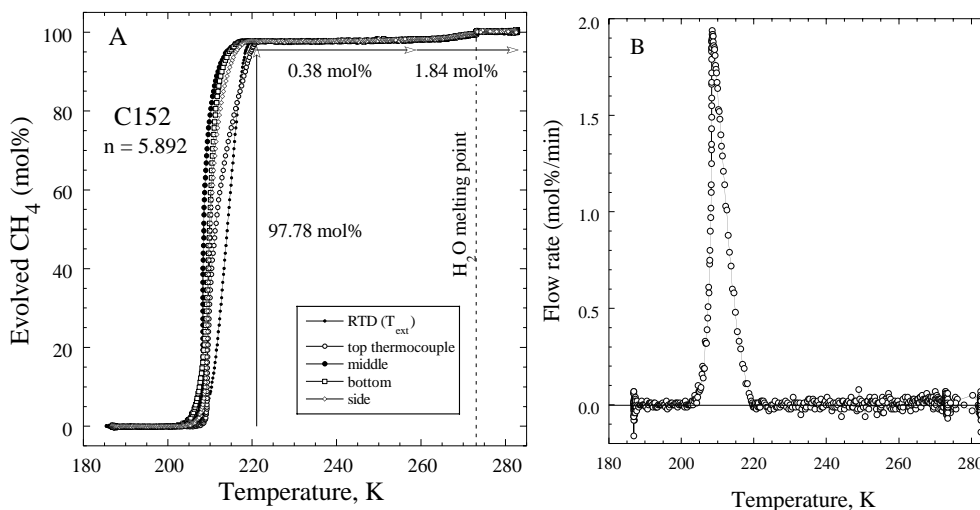 A
C152
n = 5.892
0.38 mol%
1.84 mol%
97.78 mol%
H2O melting point
RTD (T_ext)
top thermocouple
middle
bottom
side
Evolved CH4 (mol%)
100
80
60
40
20
0
180
200
220
240
260
280
Temperature, K
B
Flow rate (mol%/min)
2.0
1.5
1.0
0.5
0.0
180
200
220
240
260
280
Temperature, K